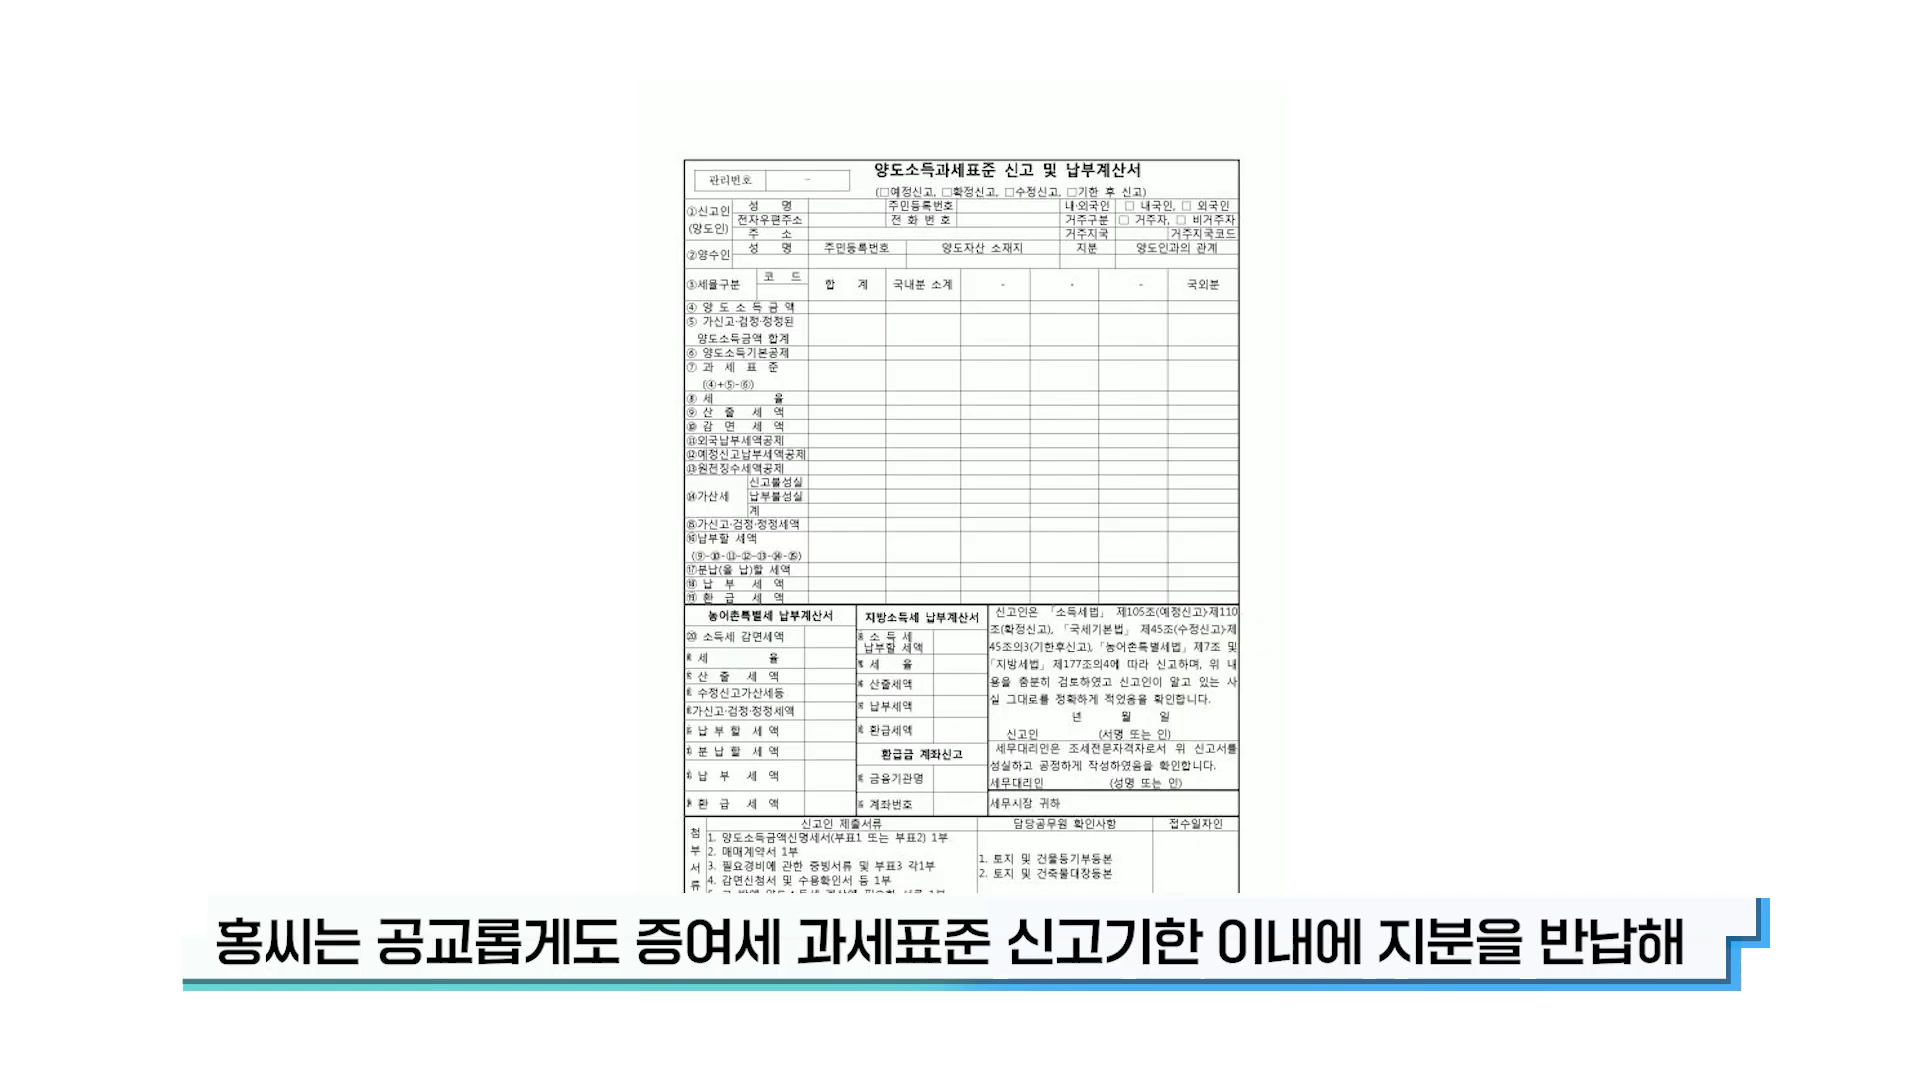 양도소득과세표준 신고 및 납부계산서
관리번호 -
(□예정신고, □확정신고, □수정신고, □기한 후 신고)
①신고인 (양도인) 성 명 주민등록번호 내·외국인 □ 내국인, □ 외국인
전자우편주소 전 화 번 호 거주구분 □ 거주자, □ 비거주자
주 소 거주지국 거주지국코드
②양수인 성 명 주민등록번호 양도자산 소재지 지분 양도인과의 관계
③세율구분 코 드 합 계 국내분 소계 - - - 국외분
④ 양 도 소 득 금 액
⑤ 가신고·결정·경정된
양도소득금액 합계
⑥ 양도소득기본공제
⑦ 과 세 표 준
(④+⑤-⑥)
⑧ 세 율
⑨ 산 출 세 액
⑩ 감 면 세 액
⑪외국납부세액공제
⑫예정신고납부세액공제
⑬원천징수세액공제
⑭가산세 신고불성실
납부불성실
계
⑮가신고·결정·경정세액
⑯납부할 세액
(⑨-⑩-⑪-⑫-⑬+⑭-⑮)
⑰분납(물납)할 세액
⑱ 납 부 세 액
⑲ 환 급 세 액
농어촌특별세 납부계산서
⑳ 소득세 감면세액
세 율
산 출 세 액
수정신고가산세등
가신고·결정·경정세액
납 부 할 세 액
분 납 할 세 액
납 부 세 액
환 급 세 액
지방소득세 납부계산서
소 득 세
납부할 세액
세 율
산출세액
납부세액
환급세액
환급금 계좌신고
금융기관명
계좌번호
신고인은 「소득세법」 제105조(예정신고)·제110
조(확정신고), 「국세기본법」 제45조(수정신고)·제
45조의3(기한후신고), 「농어촌특별세법」제7조 및
「지방세법」제177조의4에 따라 신고하며, 위 내
용을 충분히 검토하였고 신고인이 알고 있는 사
실 그대로를 정확하게 적었음을 확인합니다.
년 월 일
신고인 (서명 또는 인)
세무대리인은 조세전문자격자로서 위 신고서를
성실하고 공정하게 작성하였음을 확인합니다.
세무대리인 (성명 또는 인)
세무서장 귀하
첨부서류 신고인 제출서류 담당공무원 확인사항 접수일자인
1. 양도소득금액신명세서(부표1 또는 부표2) 1부
2. 매매계약서 1부
3. 필요경비에 관한 증빙서류 및 부표3 각1부
4. 감면신청서 및 수용확인서 등 1부
1. 토지 및 건물등기부등본
2. 토지 및 건축물대장등본
홍씨는 공교롭게도 증여세 과세표준 신고기한 이내에 지분을 반납해